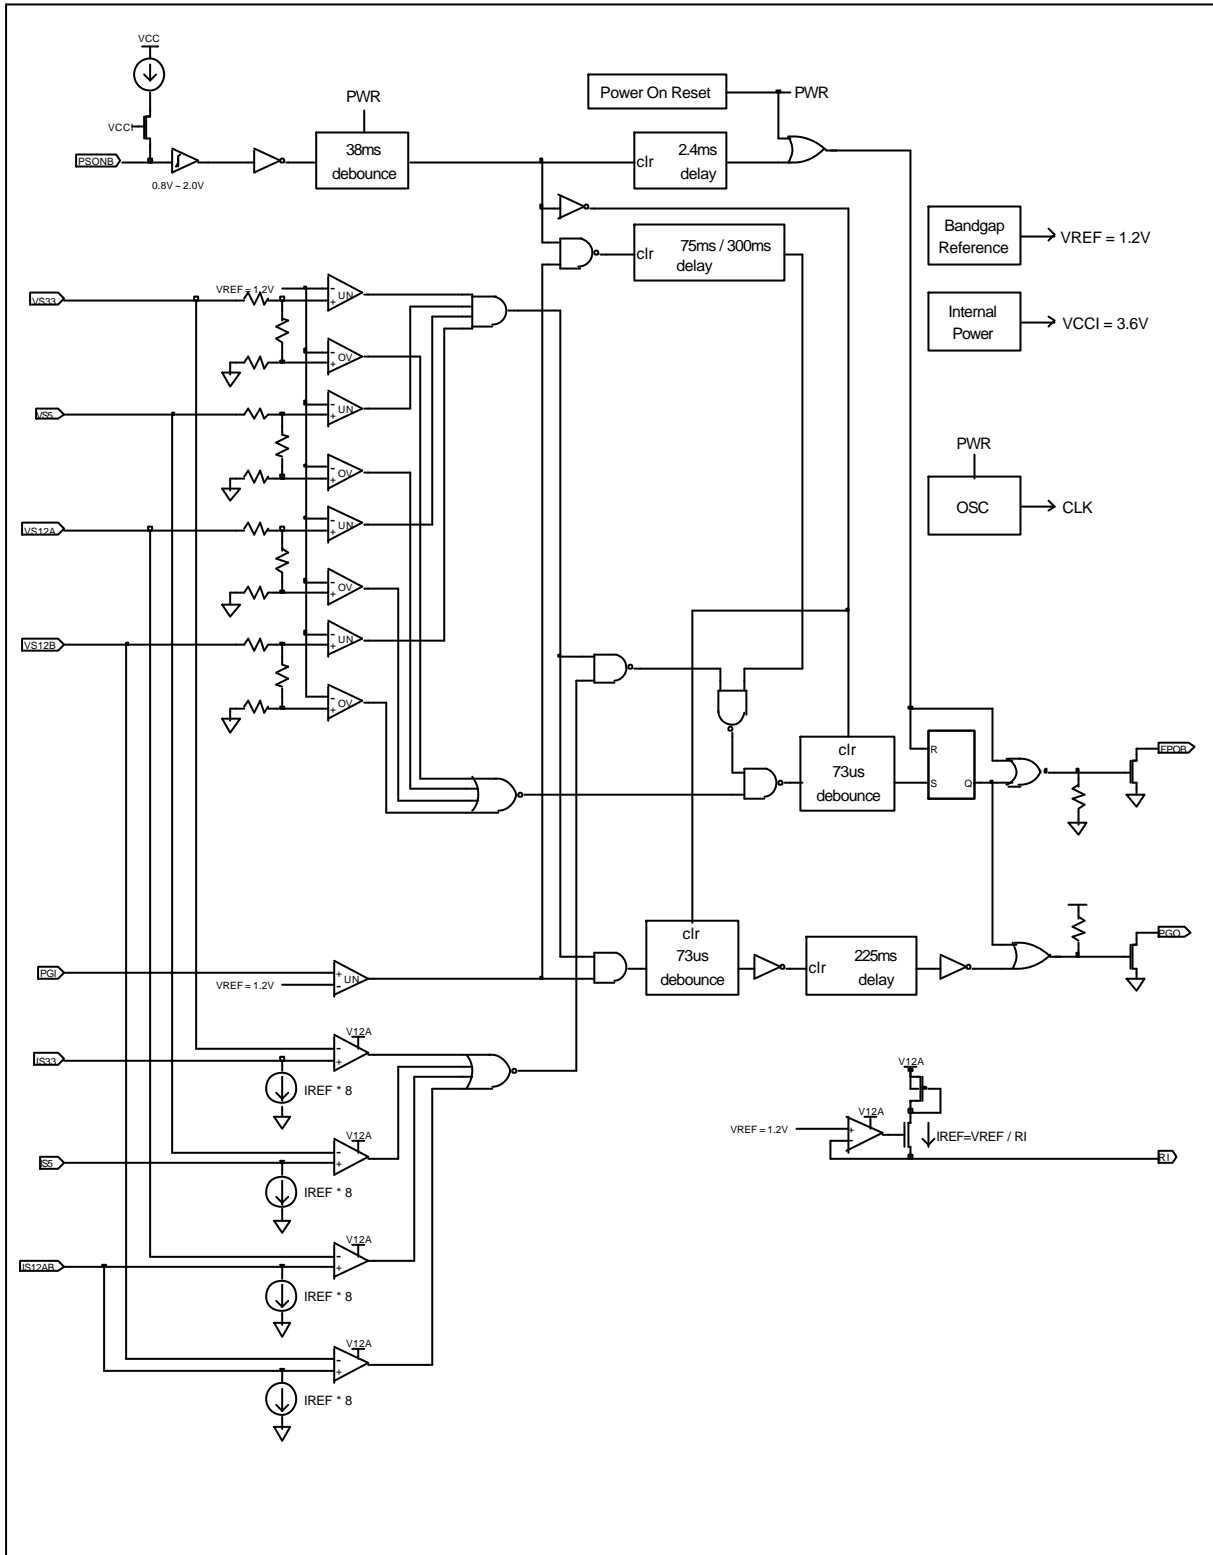 VCC
VCCI
PSONB
0.8V ~ 2.0V
PWR
38ms
debounce
Power On Reset
PWR
clr
2.4ms
delay
Bandgap
Reference
VREF = 1.2V
clr
75ms / 300ms
delay
Internal
Power
VCCI = 3.6V
VS33
VREF = 1.2V
-
+
UN
-
+
OV
VS5
-
+
UN
-
+
OV
PWR
OSC
CLK
VS12A
-
+
UN
-
+
OV
VS12B
-
+
UN
-
+
OV
clr
73us
debounce
R
S
Q
FPOB
clr
73us
debounce
clr
225ms
delay
PGO
PGI
VREF = 1.2V
+
-
UN
IS33
V12A
-
+
IREF * 8
V12A
V12A
VREF = 1.2V
+
-
IREF=VREF / RI
RI
IS5
V12A
-
+
IREF * 8
IS12AB
V12A
-
+
IREF * 8
V12A
-
+
IREF * 8